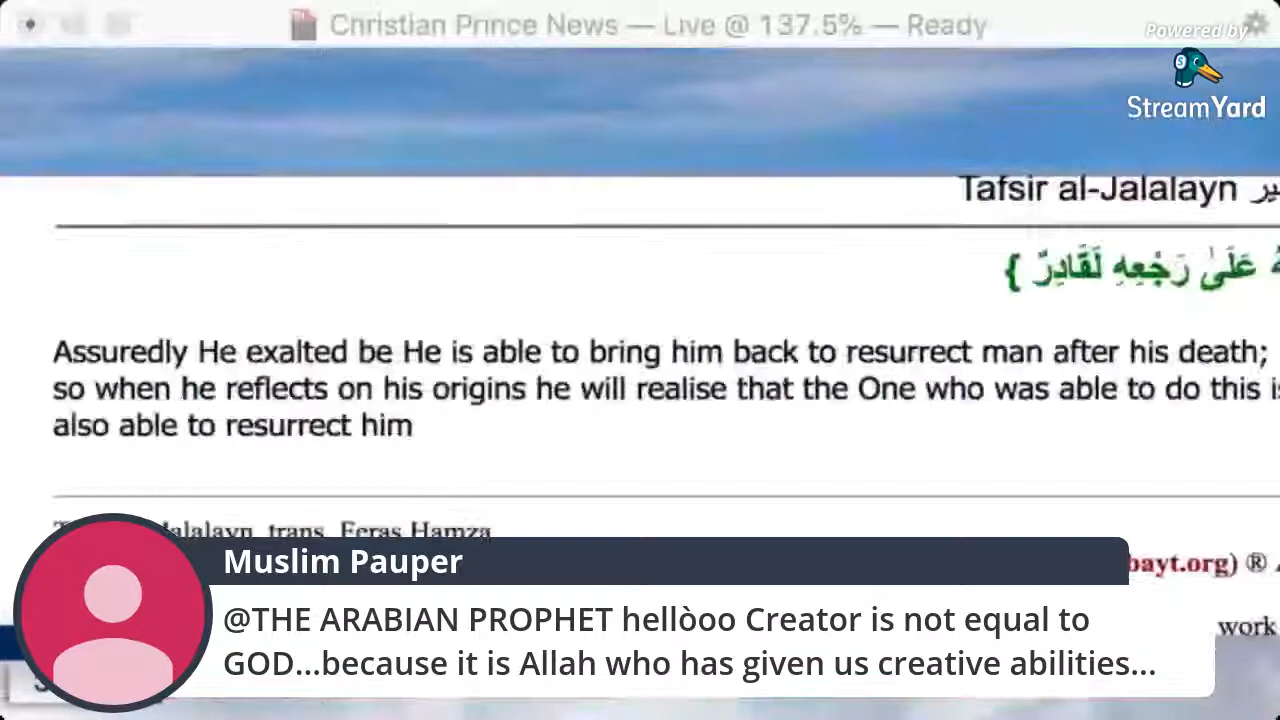 Christian Prince News — Live @ 137.5% — Ready
Powered by
StreamYard
Tafsir al-Jalalayn
عَلَىٰ رَجْعِهِ لَقَادِرٌ }
Assuredly He exalted be He is able to bring him back to resurrect man after his death;
so when he reflects on his origins he will realise that the One who was able to do this
also able to resurrect him
trans. Feras Hamza
bayt.org) ®
work
Muslim Pauper
@THE ARABIAN PROPHET hellòoo Creator is not equal to
GOD...because it is Allah who has given us creative abilities...